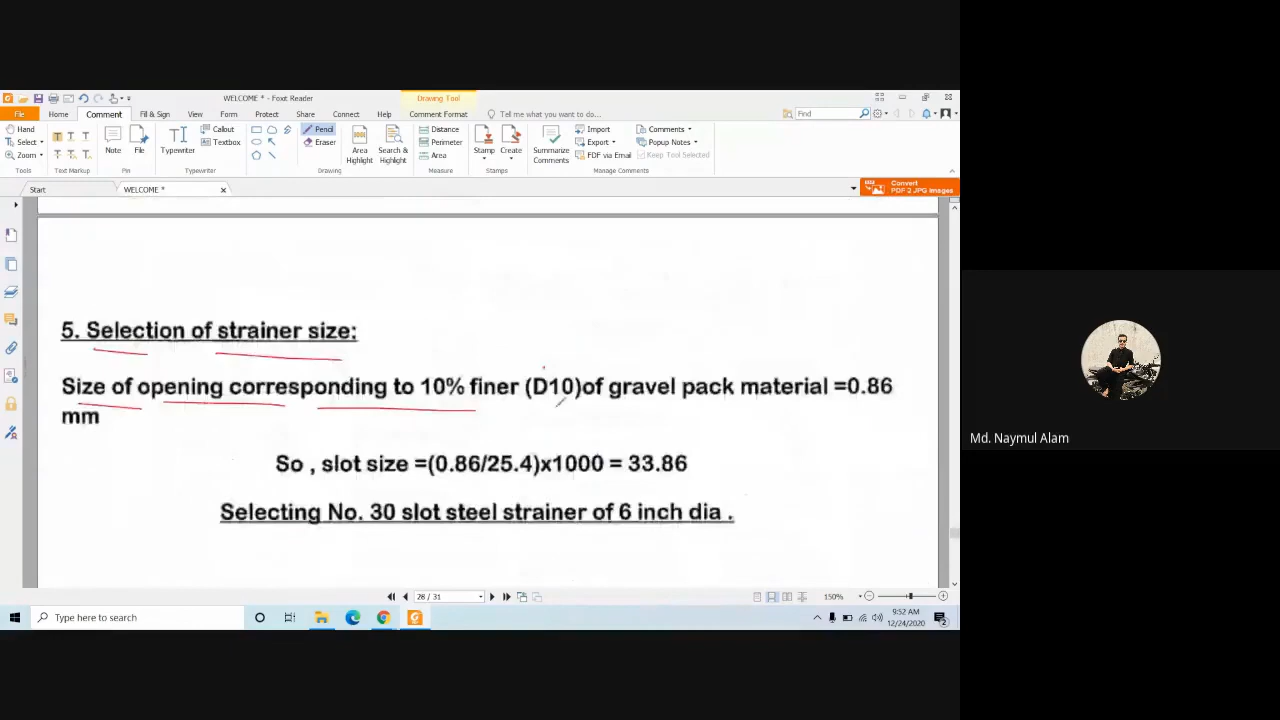 WELCOME * - Foxit Reader
Drawing Tool
File
Home
Comment
Fill & Sign
View
Form
Protect
Share
Connect
Help
Comment Format
Tell me what you want to do...
Find
Hand
Select
Zoom
Tools
Text Markup
Note
File
Pin
Typewriter
Callout
Textbox
Typewriter
Pencil
Eraser
Drawing
Area Highlight
Search & Highlight
Distance
Perimeter
Area
Measure
Stamp
Create
Stamps
Summarize Comments
Import
Export
FDF via Email
Comments
Popup Notes
Keep Tool Selected
Manage Comments
Start
WELCOME *
Convert
PDF 2 JPG Images
5. Selection of strainer size:
Size of opening corresponding to 10% finer (D10)of gravel pack material =0.86
mm
So , slot size =(0.86/25.4)x1000 = 33.86
Selecting No. 30 slot steel strainer of 6 inch dia .
Md. Naymul Alam
28 / 31
150%
Type here to search
9:52 AM
12/24/2020
2